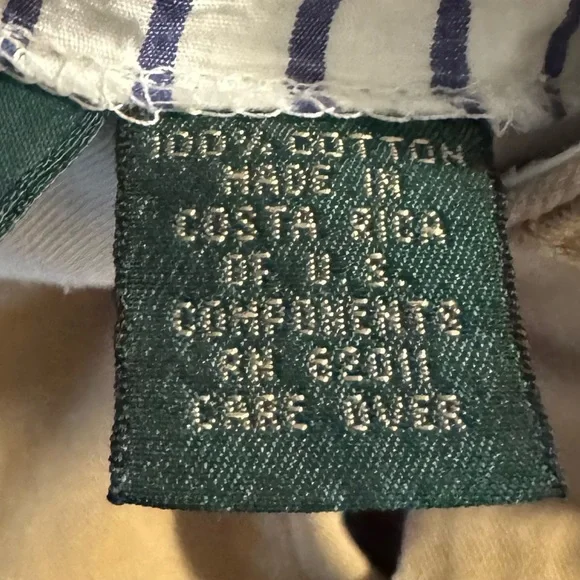 100% COTTON
MADE IN
COSTA RICA
OF U.S.
COMPONENTS
RN 62011
CARE OVER